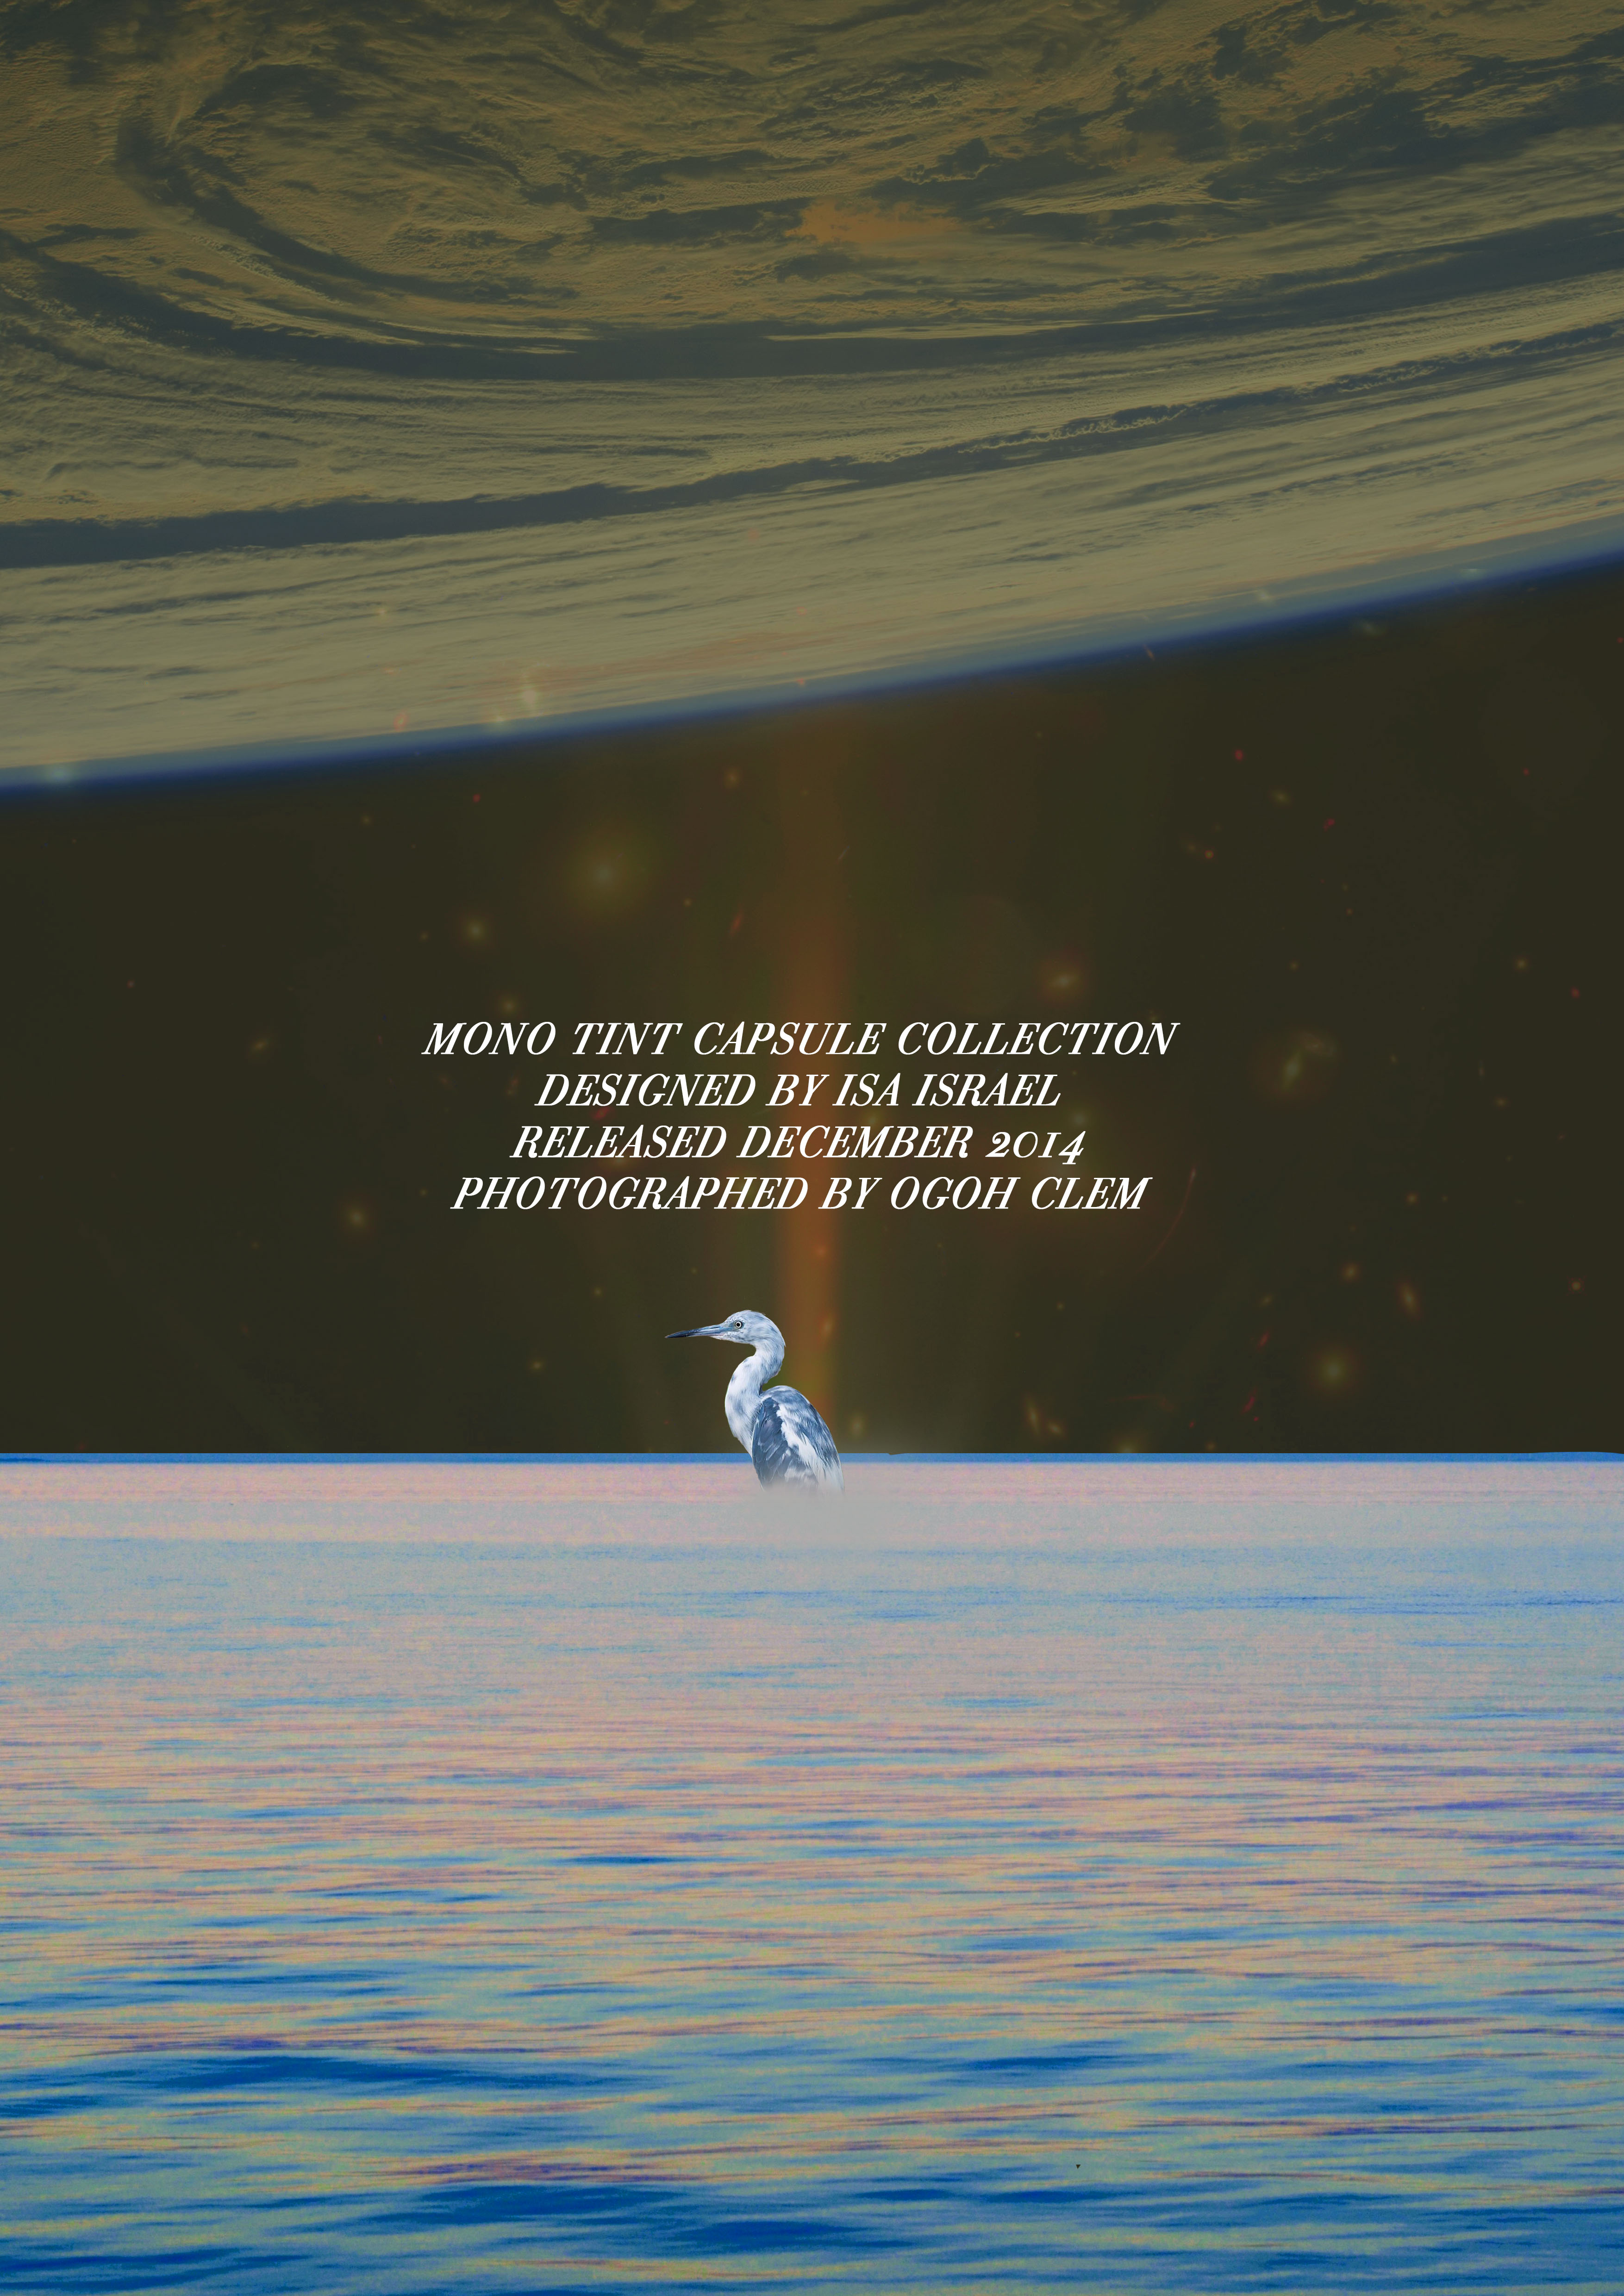 MONO TINT CAPSULE COLLECTION
DESIGNED BY ISA ISRAEL
RELEASED DECEMBER 2014
PHOTOGRAPHED BY OGOH CLEM